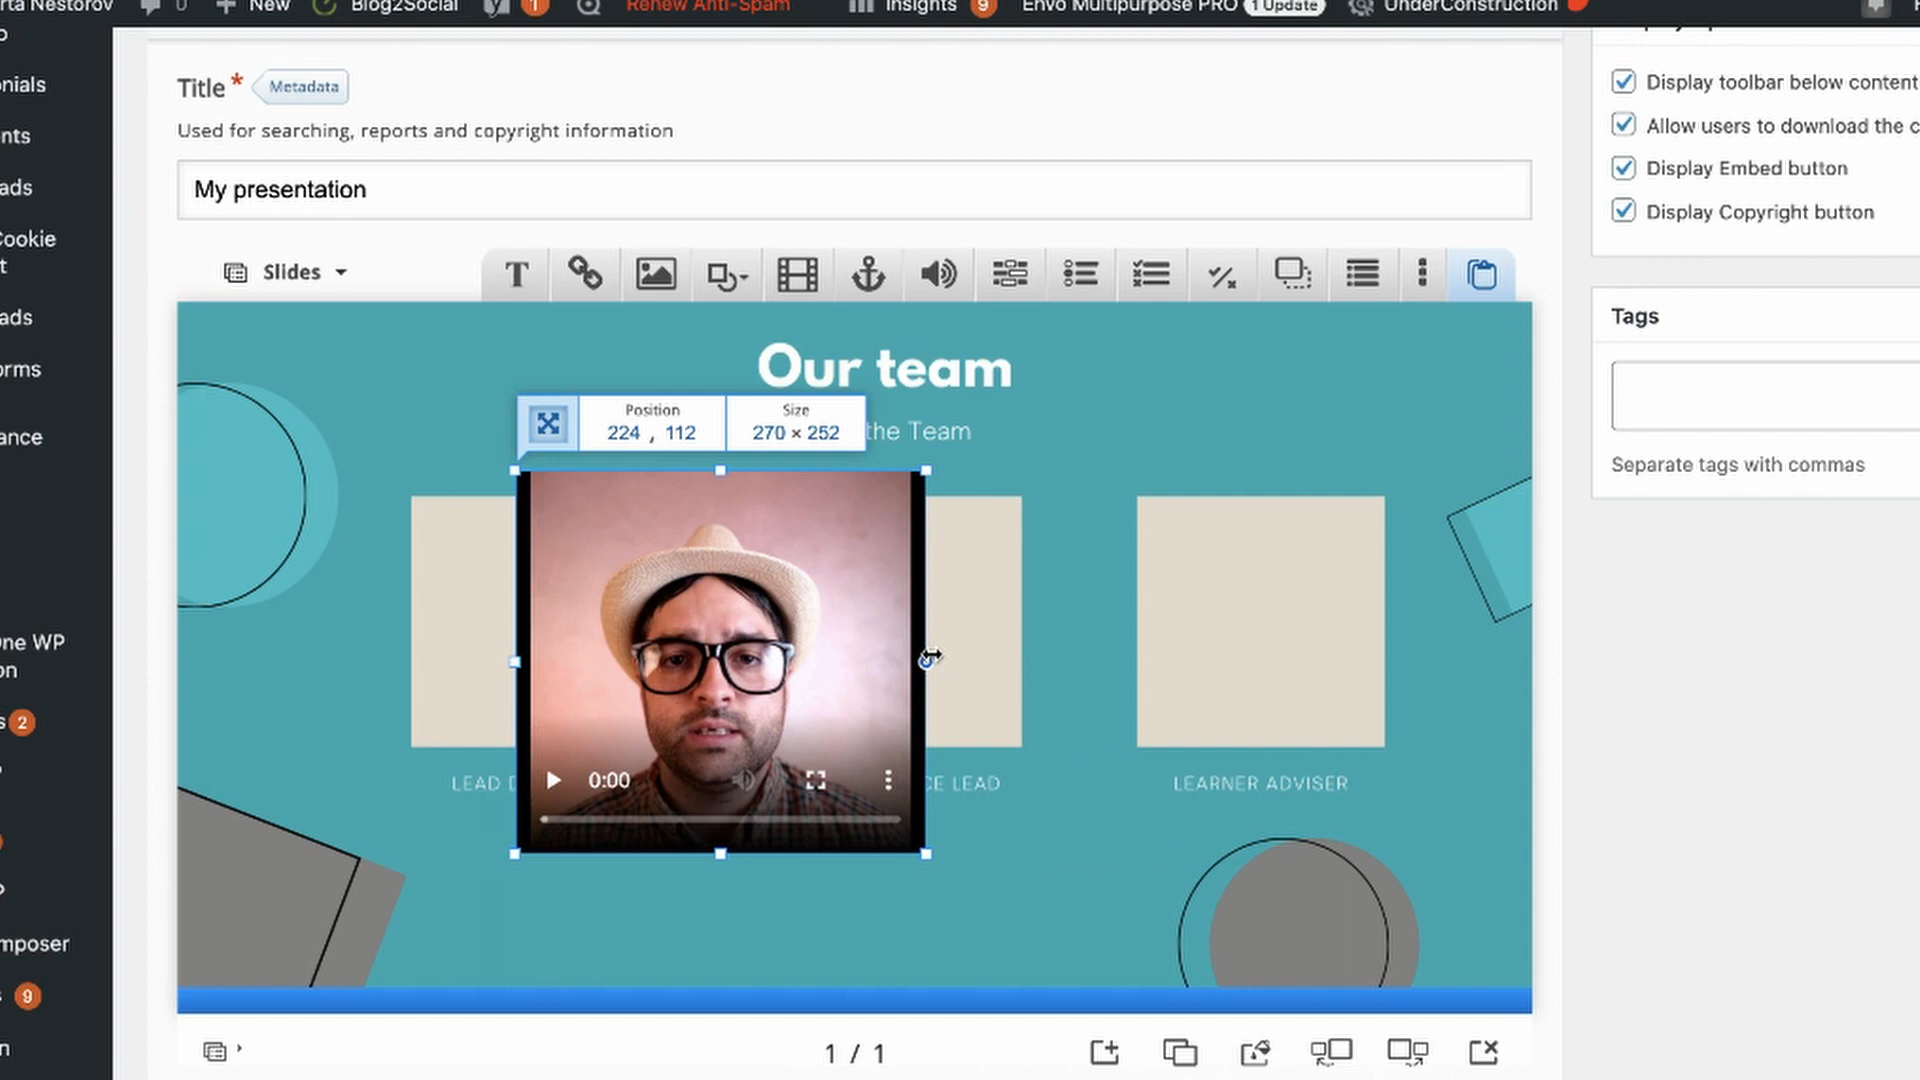 rta Nestorov 0 New Blog2Social 1 Renew Anti-Spam Insights 9 Envo Multipurpose PRO 1 Update UnderConstruction
onials
nts
ads
Cookie
t
ads
orms
ance
One WP
on
s 2
mposer
s 9
n
Title * Metadata
Used for searching, reports and copyright information
My presentation
Slides
T
Our team
Position
224 , 112
Size
270 × 252
the Team
0:00
LEAD D
CE LEAD
LEARNER ADVISER
1 / 1
Display toolbar below content
Allow users to download the c
Display Embed button
Display Copyright button
Tags
Separate tags with commas